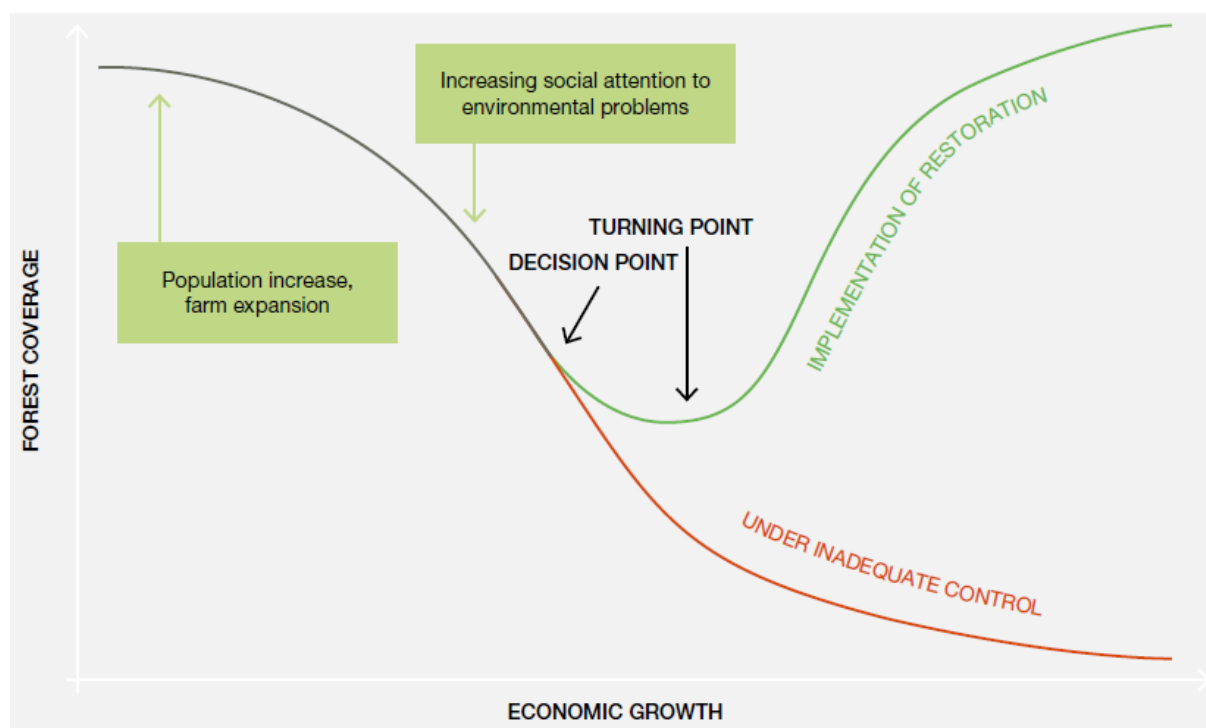 Increasing social attention to
environmental problems
Population increase,
farm expansion
TURNING POINT
DECISION POINT
IMPLEMENTATION OF RESTORATION
UNDER INADEQUATE CONTROL
FOREST COVERAGE
ECONOMIC GROWTH